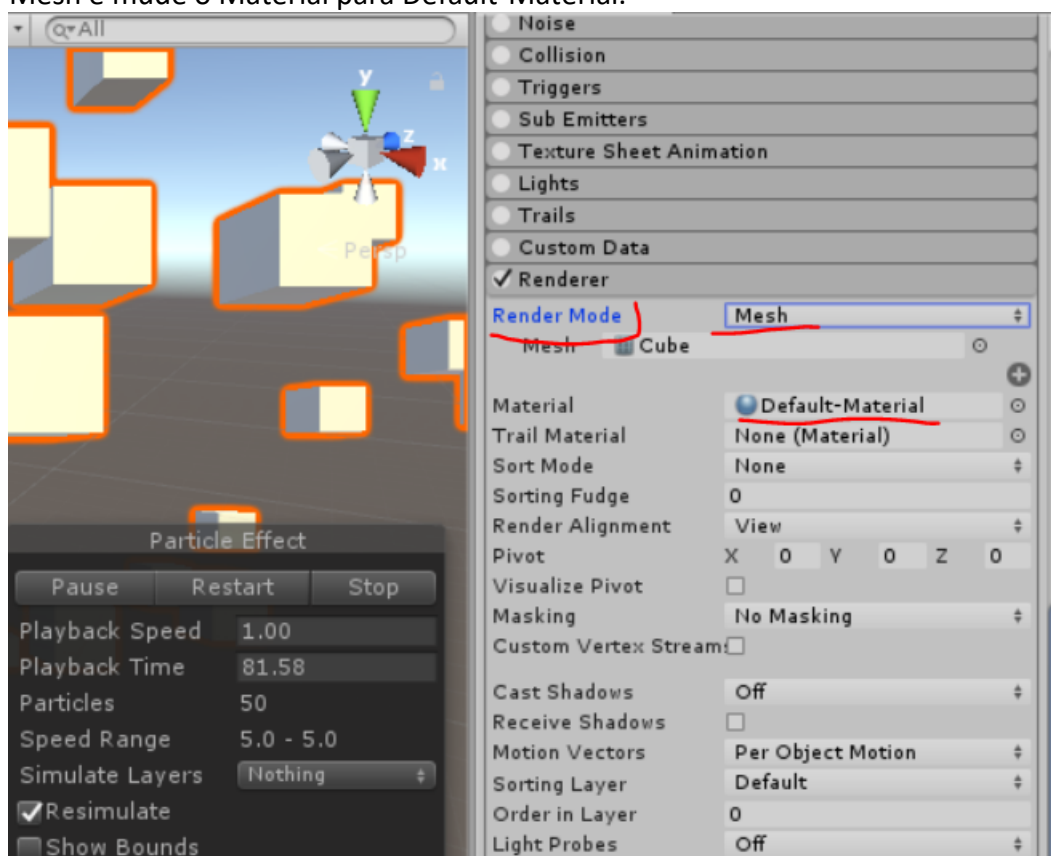 Mesh e mude o Material para Default-Material.
All
y
z
x
Persp
Particle Effect
Pause Restart Stop
Playback Speed 1.00
Playback Time 81.58
Particles 50
Speed Range 5.0 - 5.0
Simulate Layers Nothing
Resimulate
Show Bounds
Noise
Collision
Triggers
Sub Emitters
Texture Sheet Animation
Lights
Trails
Custom Data
Renderer
Render Mode Mesh
Mesh Cube
Material Default-Material
Trail Material None (Material)
Sort Mode None
Sorting Fudge 0
Render Alignment View
Pivot X 0 Y 0 Z 0
Visualize Pivot
Masking No Masking
Custom Vertex Stream
Cast Shadows Off
Receive Shadows
Motion Vectors Per Object Motion
Sorting Layer Default
Order in Layer 0
Light Probes Off